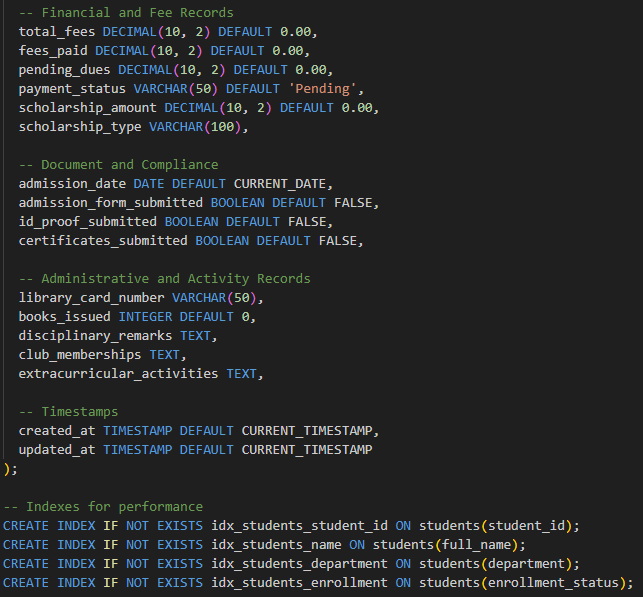 -- Financial and Fee Records
total_fees DECIMAL(10, 2) DEFAULT 0.00,
fees_paid DECIMAL(10, 2) DEFAULT 0.00,
pending_dues DECIMAL(10, 2) DEFAULT 0.00,
payment_status VARCHAR(50) DEFAULT 'Pending',
scholarship_amount DECIMAL(10, 2) DEFAULT 0.00,
scholarship_type VARCHAR(100),
-- Document and Compliance
admission_date DATE DEFAULT CURRENT_DATE,
admission_form_submitted BOOLEAN DEFAULT FALSE,
id_proof_submitted BOOLEAN DEFAULT FALSE,
certificates_submitted BOOLEAN DEFAULT FALSE,
-- Administrative and Activity Records
library_card_number VARCHAR(50),
books_issued INTEGER DEFAULT 0,
disciplinary_remarks TEXT,
club_memberships TEXT,
extracurricular_activities TEXT,
-- Timestamps
created_at TIMESTAMP DEFAULT CURRENT_TIMESTAMP,
updated_at TIMESTAMP DEFAULT CURRENT_TIMESTAMP
);
-- Indexes for performance
CREATE INDEX IF NOT EXISTS idx_students_student_id ON students(student_id);
CREATE INDEX IF NOT EXISTS idx_students_name ON students(full_name);
CREATE INDEX IF NOT EXISTS idx_students_department ON students(department);
CREATE INDEX IF NOT EXISTS idx_students_enrollment ON students(enrollment_status);